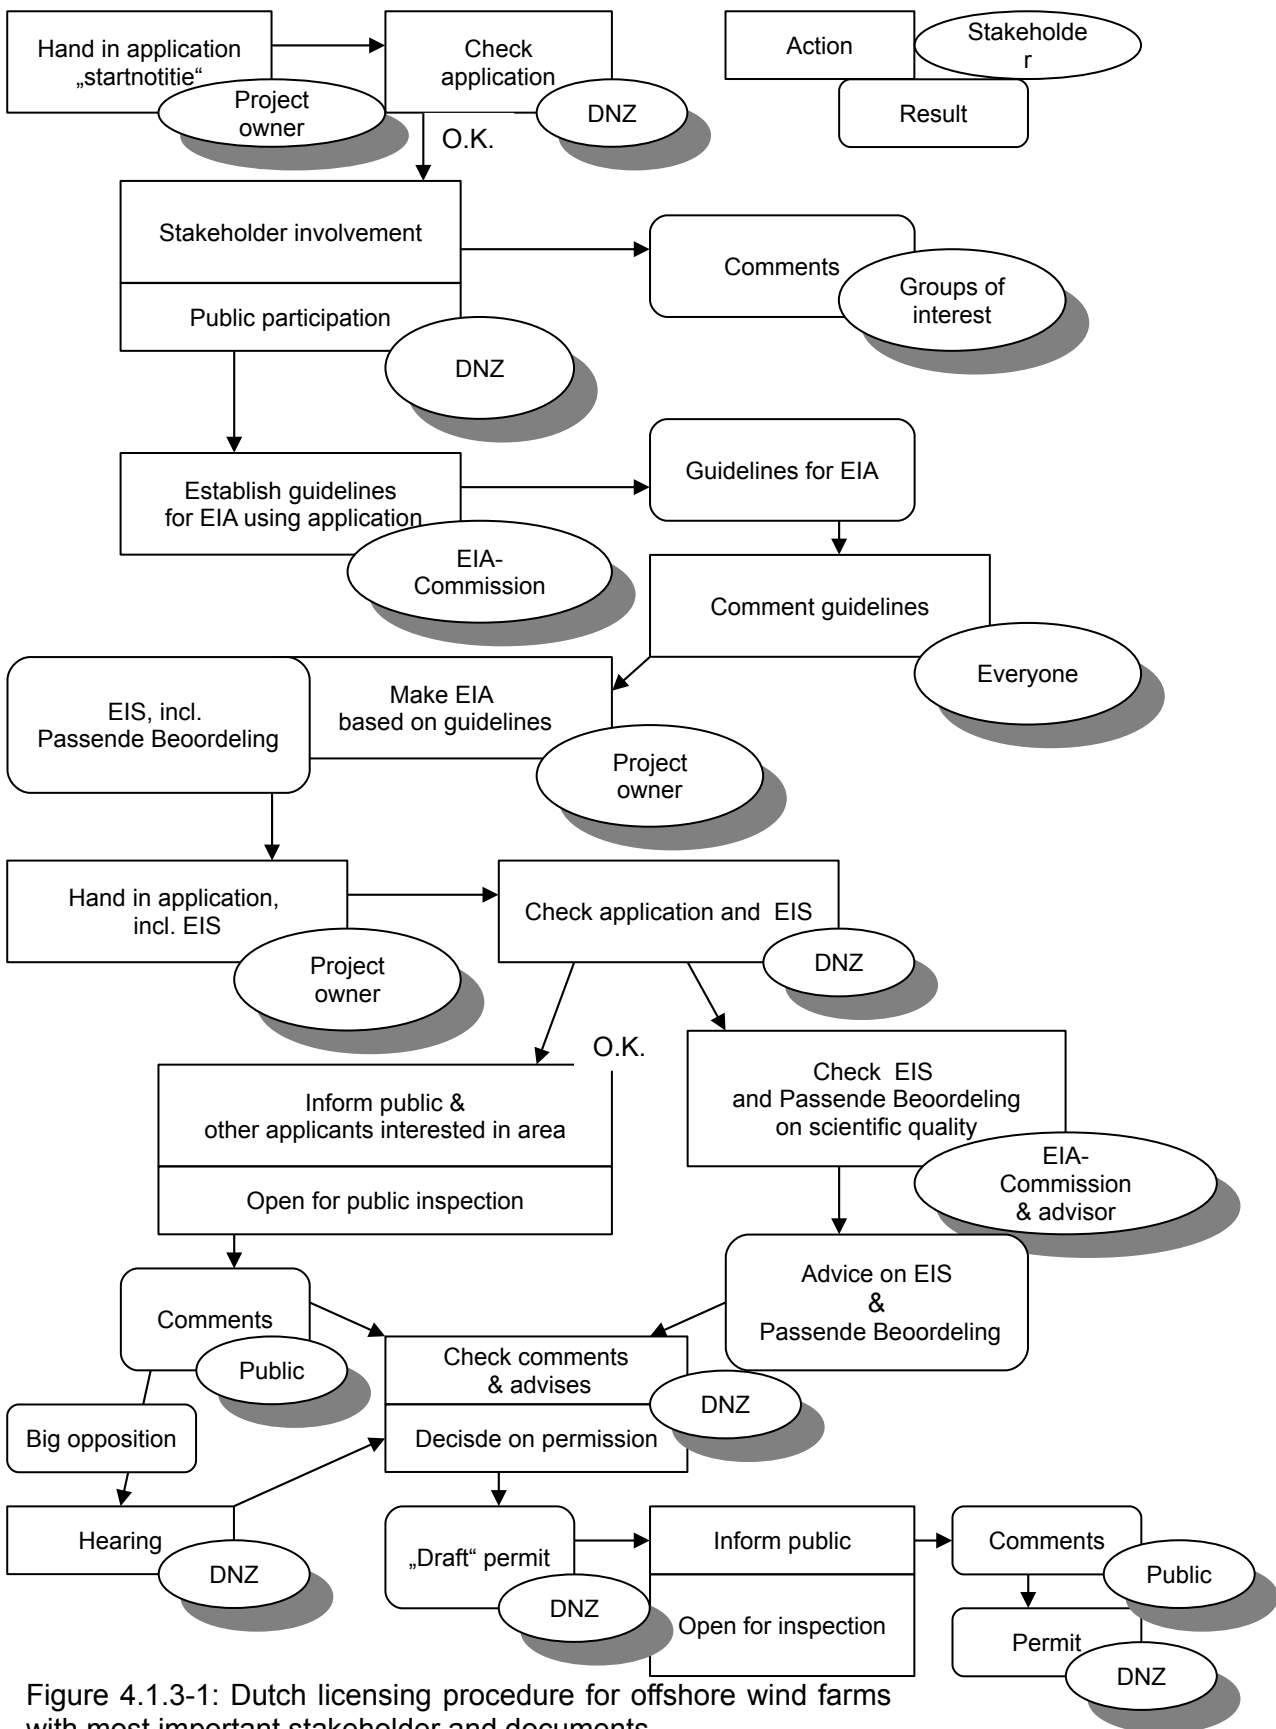 Hand in application
„startnotitie“
Project
owner
Check
application
DNZ
Action
Stakeholde
r
Result
O.K.
Stakeholder involvement
Public participation
DNZ
Comments
Groups of
interest
Establish guidelines
for EIA using application
EIA-
Commission
Guidelines for EIA
Comment guidelines
Everyone
EIS, incl.
Passende Beoordeling
Make EIA
based on guidelines
Project
owner
Hand in application,
incl. EIS
Project
owner
Check application and EIS
DNZ
O.K.
Inform public &
other applicants interested in area
Open for public inspection
Check EIS
and Passende Beoordeling
on scientific quality
EIA-
Commission
& advisor
Comments
Public
Advice on EIS
&
Passende Beoordeling
Check comments
& advises
DNZ
Decisde on permission
Big opposition
Hearing
DNZ
„Draft“ permit
DNZ
Inform public
Open for inspection
Comments
Public
Permit
DNZ
Figure 4.1.3-1: Dutch licensing procedure for offshore wind farms
with most important stakeholder and documents